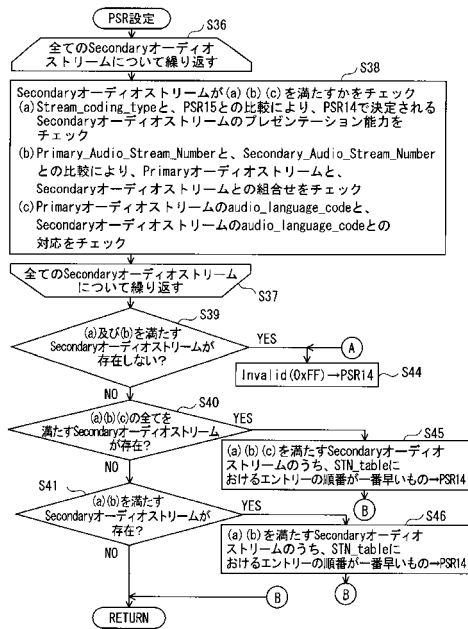 PSR設定
S36
全てのSecondaryオーディオ
ストリームについて繰り返す
S38
Secondaryオーディオストリームが(a)(b)(c)を満たすかをチェック
(a)Stream_coding_typeと、PSR15との比較により、PSR14で決定される
Secondaryオーディオストリームのプレゼンテーション能力を
チェック
(b)Primary_Audio_Stream_Numberと、Secondary_Audio_Stream_Number
との比較により、Primaryオーディオストリームと、
Secondaryオーディオストリームとの組合せをチェック
(c)Primaryオーディオストリームのaudio_language_codeと、
Secondaryオーディオストリームのaudio_language_codeとの
対応をチェック
全てのSecondaryオーディオストリーム
について繰り返す
S37
S39
(a)及び(b)を満たす
Secondaryオーディオストリームが
存在しない?
YES
A
Invalid(0xFF)→PSR14
S44
NO
S40
(a)(b)(c)の全てを
満たすSecondaryオーディオストリーム
が存在?
YES
S45
(a)(b)(c)を満たすSecondaryオーディオ
ストリームのうち、STN_tableに
おけるエントリーの順番が一番早いもの→PSR14
B
NO
S41
(a)(b)を満たす
Secondaryオーディオストリームが
存在?
YES
S46
(a)(b)を満たすSecondaryオーディオ
ストリームのうち、STN_tableに
おけるエントリーの順番が一番早いもの→PSR14
B
NO
B
RETURN